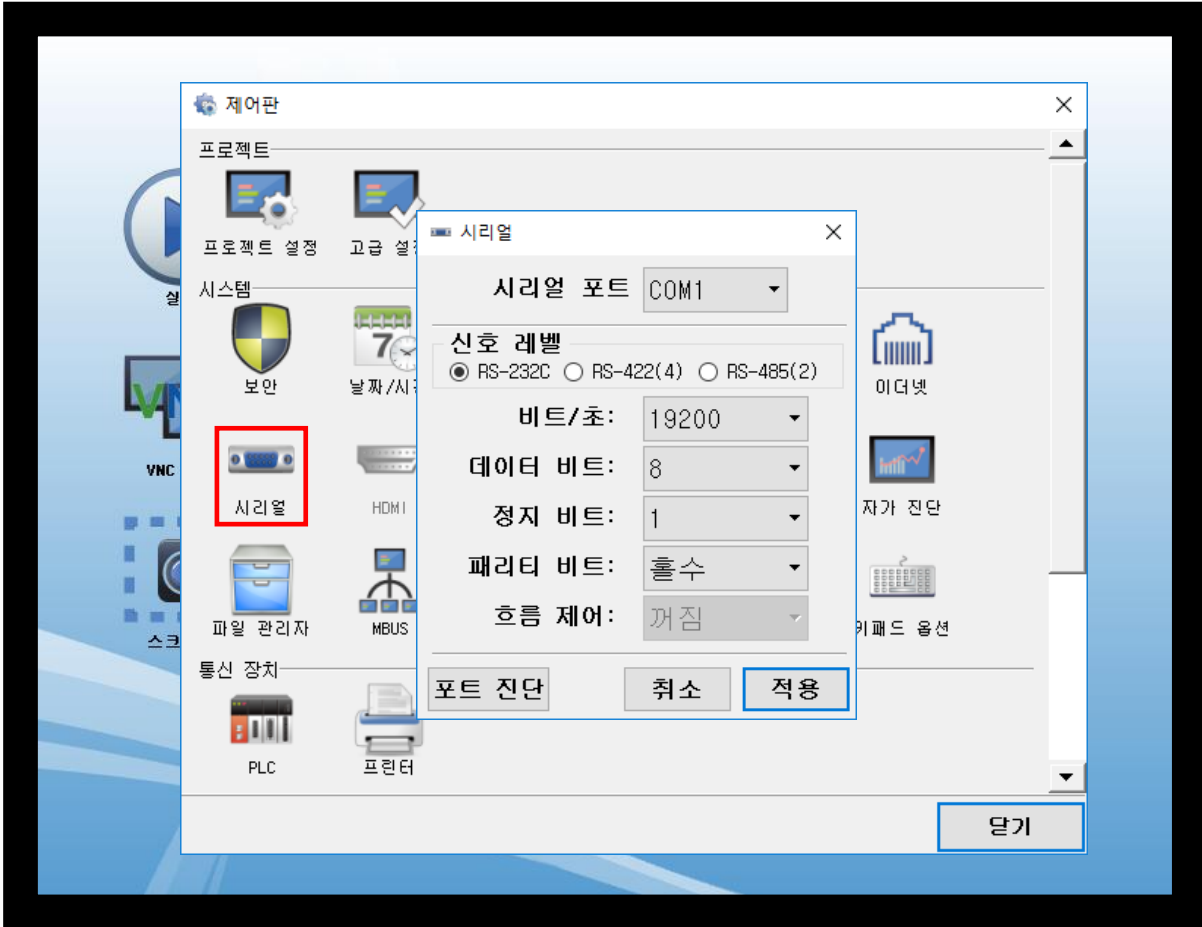 제어판
프로젝트
프로젝트 설정
고급
시스템
보안
날짜/시
7
이더넷
시리얼
HDMI
자가 진단
파일 관리자
MBUS
키패드 옵션
통신 장치
PLC
프린터
닫기
시리얼
시리얼 포트 COM1
신호 레벨
RS-232C RS-422(4) RS-485(2)
비트/초: 19200
데이터 비트: 8
정지 비트: 1
패리티 비트: 홀수
흐름 제어: 꺼짐
포트 진단 취소 적용
VNC
스크